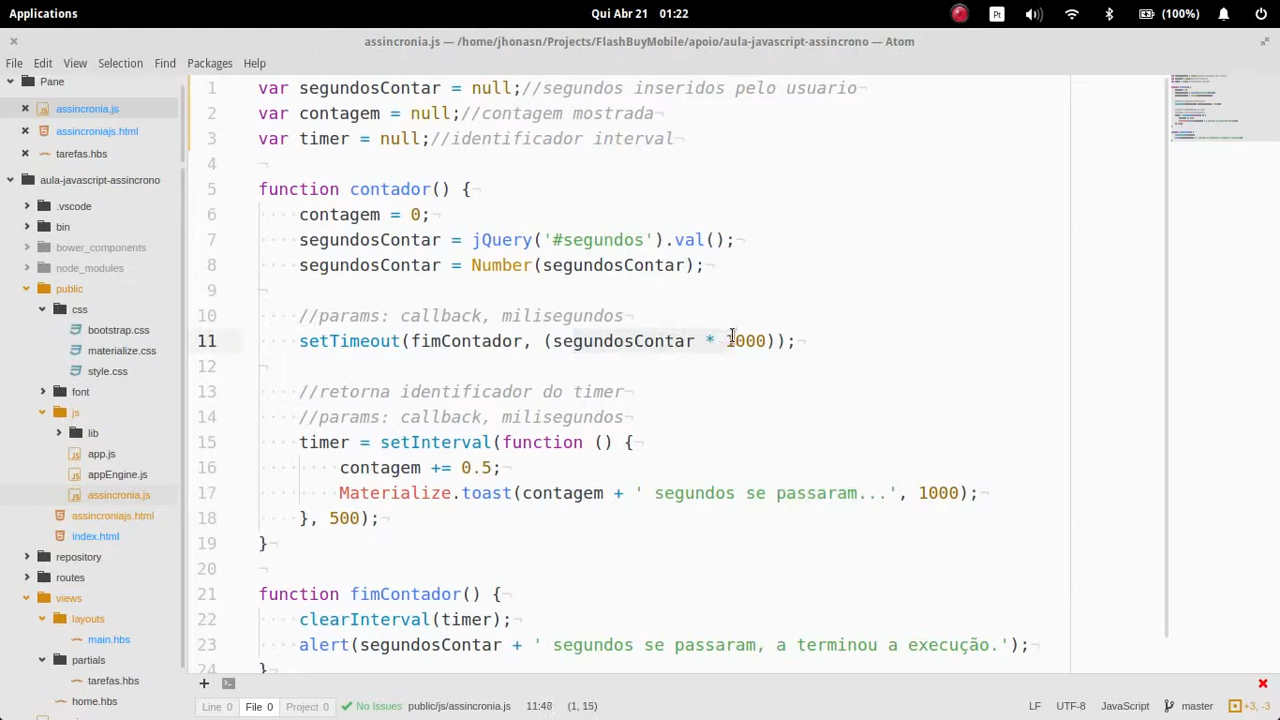 Applications
Qui Abr 21
01:22
Pt
(100%)
assincronia.js — /home/jhonasn/Projects/FlashBuyMobile/apoio/aula-javascript-assincrono — Atom
File Edit View Selection Find Packages Help
Pane
assincronia.js
assincroniajs.html
tarefas.hbs
aula-javascript-assincrono
.vscode
bin
bower_components
node_modules
public
css
bootstrap.css
materialize.css
style.css
font
js
lib
app.js
appEngine.js
assincronia.js
assincroniajs.html
index.html
repository
routes
views
layouts
main.hbs
partials
tarefas.hbs
home.hbs
1 var segundosContar = null;//segundos inseridos pelo usuario
2 var contagem = null;//contagem mostrada
3 var timer = null;//identificador interval
4
5 function contador() {
6 contagem = 0;
7 segundosContar = jQuery('#segundos').val();
8 segundosContar = Number(segundosContar);
9
10 //params: callback, milisegundos
11 setTimeout(fimContador, (segundosContar * 1000));
12
13 //retorna identificador do timer
14 //params: callback, milisegundos
15 timer = setInterval(function () {
16 contagem += 0.5;
17 Materialize.toast(contagem + ' segundos se passaram...', 1000);
18 }, 500);
19 }
20
21 function fimContador() {
22 clearInterval(timer);
23 alert(segundosContar + ' segundos se passaram, a terminou a execução.');
24 }
Line 0 File 0 Project 0 No Issues public/js/assincronia.js 11:48 (1, 15) LF UTF-8 JavaScript master +3, -3